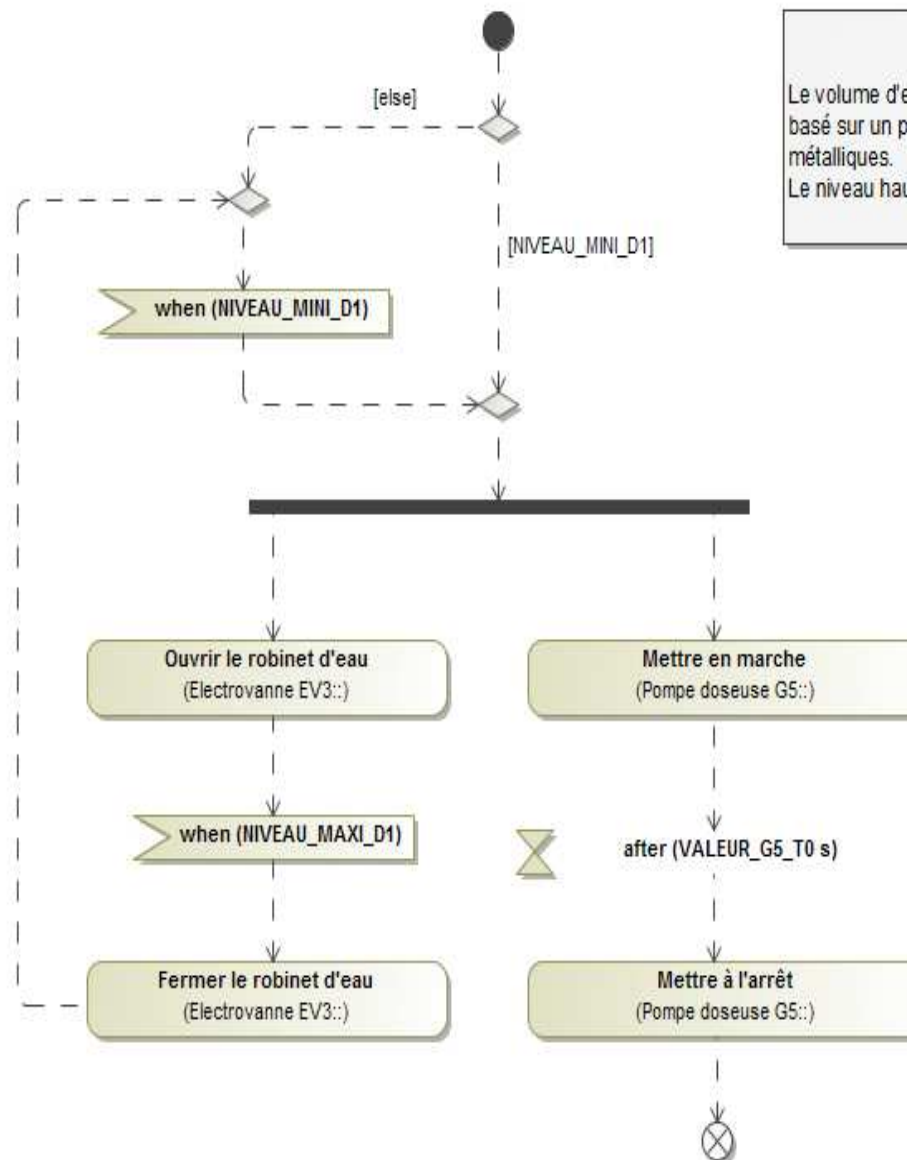 Le volume d'e
basé sur un p
métalliques.
Le niveau hau
[else]
[NIVEAU_MINI_D1]
when (NIVEAU_MINI_D1)
Ouvrir le robinet d'eau
(Electrovanne EV3::)
Mettre en marche
(Pompe doseuse G5::)
when (NIVEAU_MAXI_D1)
after (VALEUR_G5_T0 s)
Fermer le robinet d'eau
(Electrovanne EV3::)
Mettre à l'arrêt
(Pompe doseuse G5::)